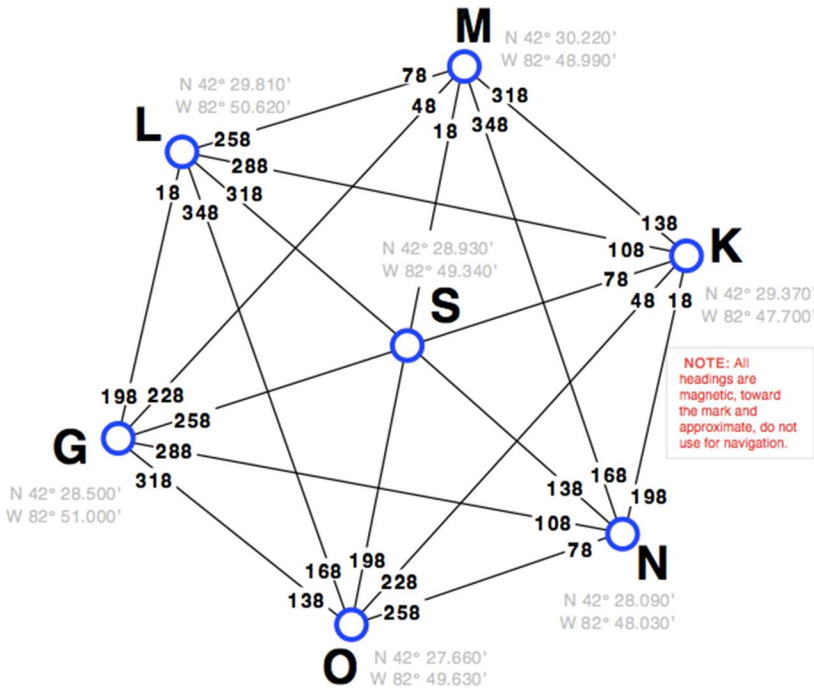 M
N 42° 30.220'
W 82° 48.990'
78
318
48
18
348
N 42° 29.810'
W 82° 50.620'
L
258
288
18
318
348
138
108
K
78
48
18
N 42° 29.370'
W 82° 47.700'
N 42° 28.930'
W 82° 49.340'
S
NOTE: All
headings are
magnetic, toward
the mark and
approximate, do not
use for navigation.
198
228
258
G
288
318
N 42° 28.500'
W 82° 51.000'
168
138
198
108
78
N
N 42° 28.090'
W 82° 48.030'
198
168
228
138
258
O
N 42° 27.660'
W 82° 49.630'